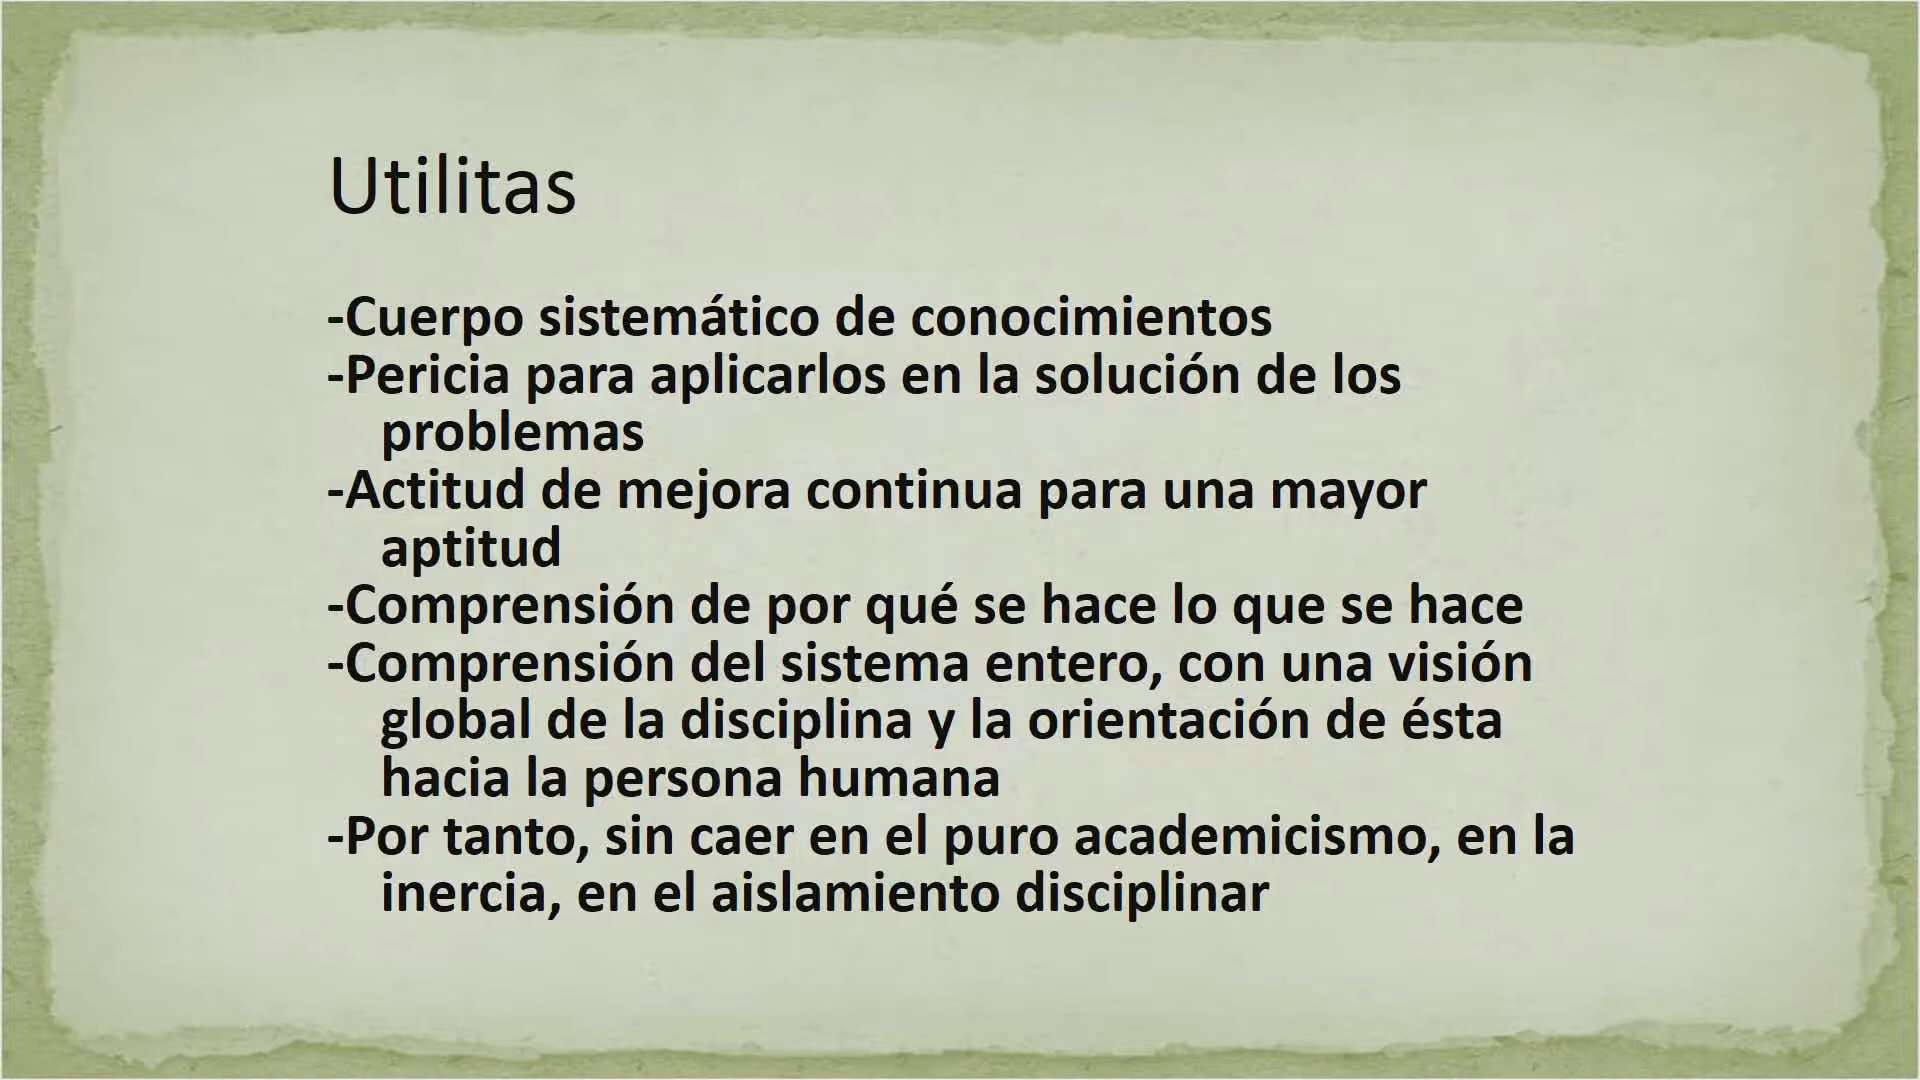 Utilitas
-Cuerpo sistemático de conocimientos
-Pericia para aplicarlos en la solución de los
problemas
-Actitud de mejora continua para una mayor
aptitud
-Comprensión de por qué se hace lo que se hace
-Comprensión del sistema entero, con una visión
global de la disciplina y la orientación de ésta
hacia la persona humana
-Por tanto, sin caer en el puro academicismo, en la
inercia, en el aislamiento disciplinar